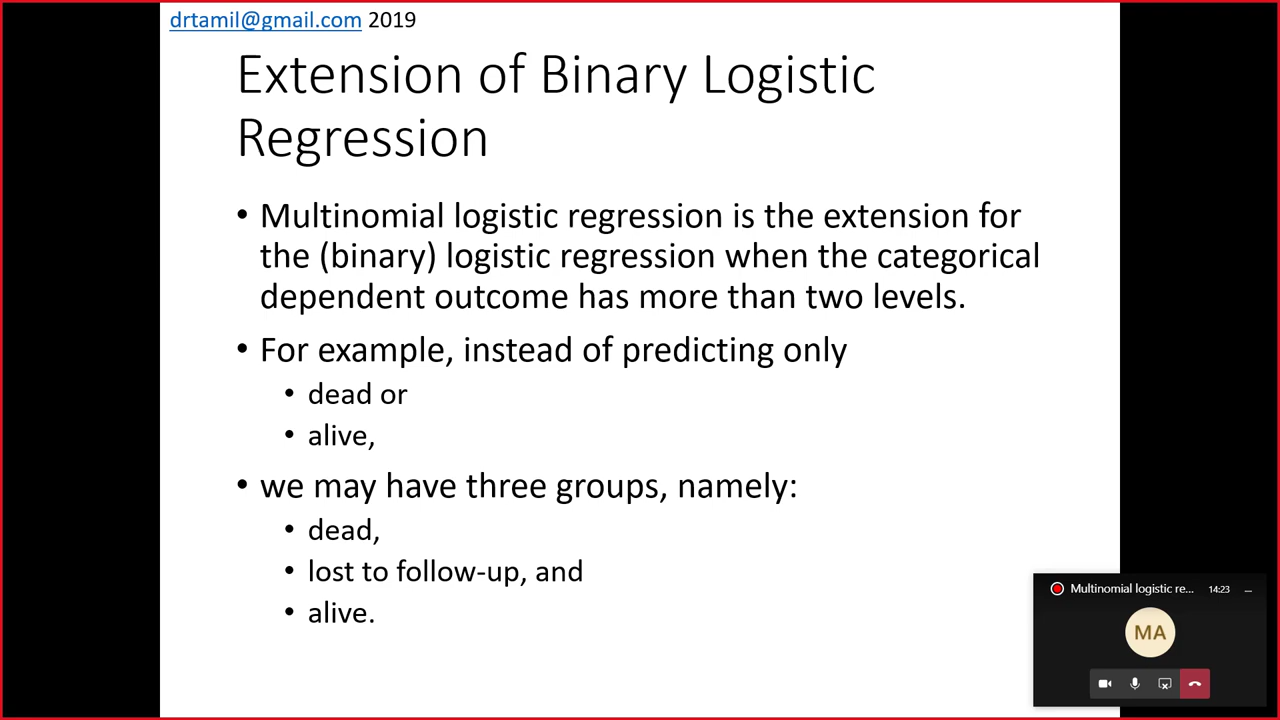 drtamil@gmail.com 2019
Extension of Binary Logistic
Regression
• Multinomial logistic regression is the extension for
the (binary) logistic regression when the categorical
dependent outcome has more than two levels.
• For example, instead of predicting only
• dead or
• alive,
• we may have three groups, namely:
• dead,
• lost to follow-up, and
• alive.
Multinomial logistic re... 14:23
MA